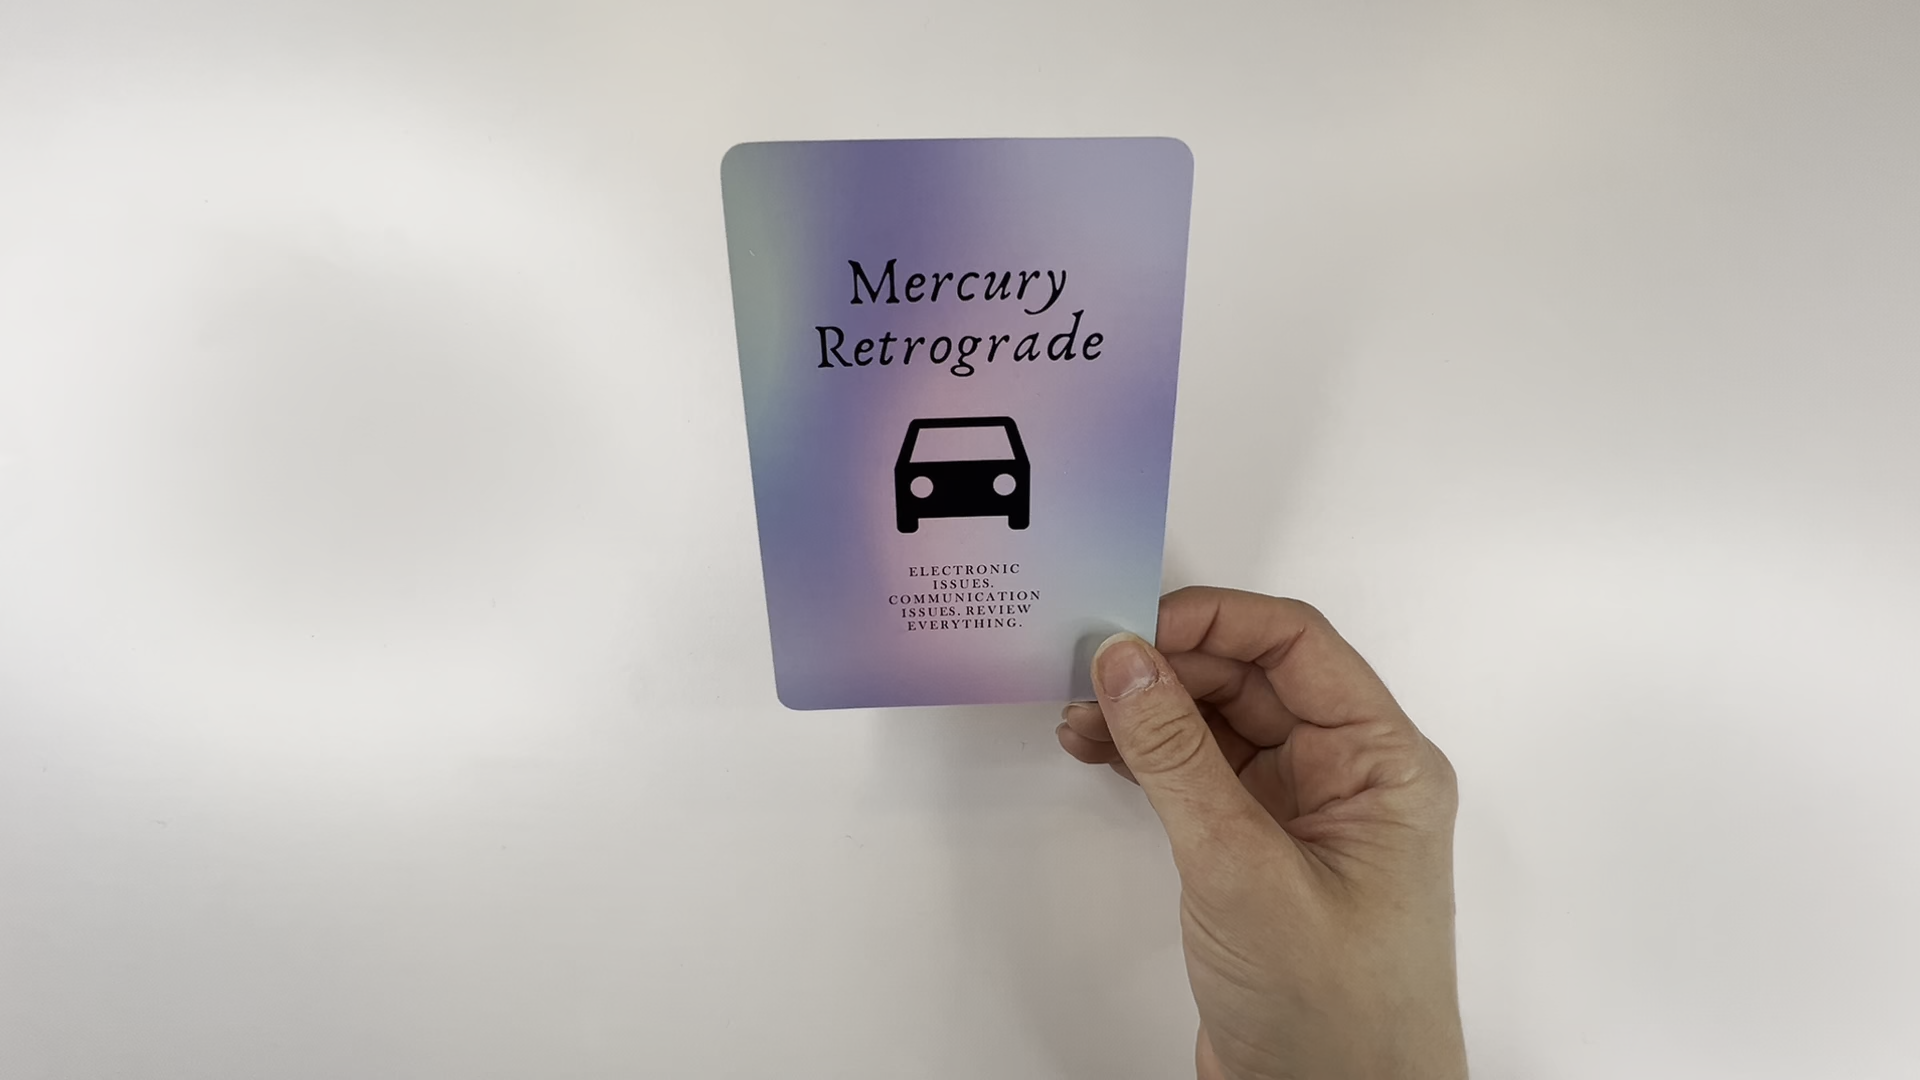 Mercury
Retrograde
ELECTRONIC
ISSUES.
COMMUNICATION
ISSUES. REVIEW
EVERYTHING.